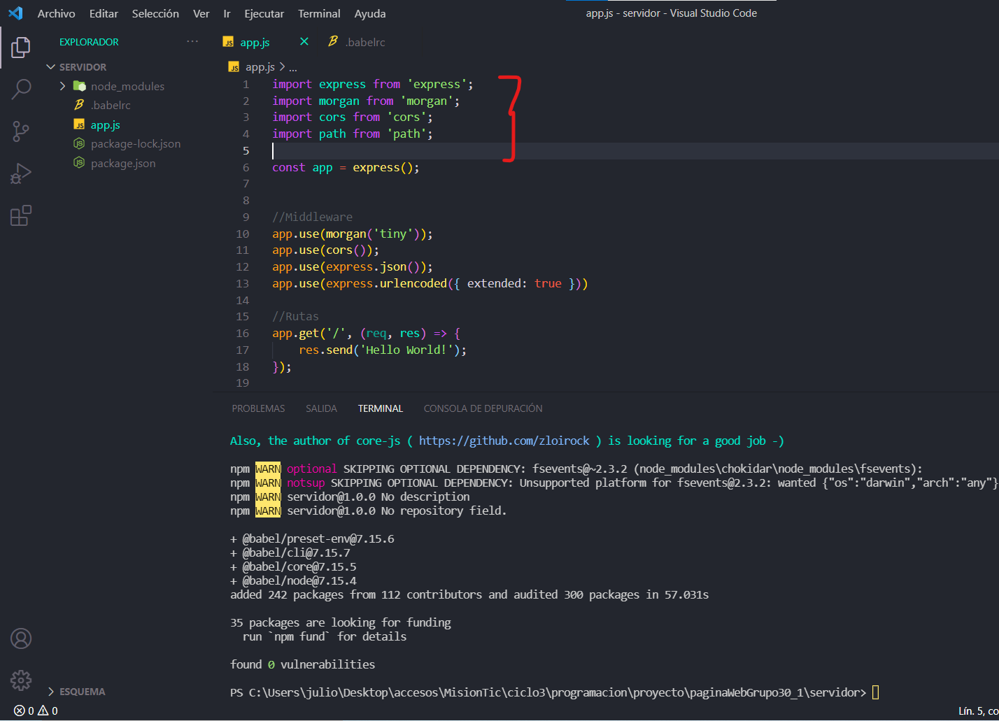 Archivo Editar Selección Ver Ir Ejecutar Terminal Ayuda
app.js - servidor - Visual Studio Code
EXPLORADOR ...
SERVIDOR
node_modules
.babelrc
JS app.js
package-lock.json
package.json
ESQUEMA
JS app.js × .babelrc
JS app.js > ...
1 import express from 'express';
2 import morgan from 'morgan';
3 import cors from 'cors';
4 import path from 'path';
5
6 const app = express();
7
8
9 //Middleware
10 app.use(morgan('tiny'));
11 app.use(cors());
12 app.use(express.json());
13 app.use(express.urlencoded({ extended: true }))
14
15 //Rutas
16 app.get('/', (req, res) => {
17     res.send('Hello World!');
18 });
19
PROBLEMAS SALIDA TERMINAL CONSOLA DE DEPURACIÓN
Also, the author of core-js ( https://github.com/zloirock ) is looking for a good job -)
npm WARN optional SKIPPING OPTIONAL DEPENDENCY: fsevents@~2.3.2 (node_modules\chokidar\node_modules\fsevents):
npm WARN notsup SKIPPING OPTIONAL DEPENDENCY: Unsupported platform for fsevents@2.3.2: wanted {"os":"darwin","arch":"any"}
npm WARN servidor@1.0.0 No description
npm WARN servidor@1.0.0 No repository field.
+ @babel/preset-env@7.15.6
+ @babel/cli@7.15.7
+ @babel/core@7.15.5
+ @babel/node@7.15.4
added 242 packages from 112 contributors and audited 300 packages in 57.031s
35 packages are looking for funding
  run `npm fund` for details
found 0 vulnerabilities
PS C:\Users\julio\Desktop\accesos\MisionTic\ciclo3\programacion\proyecto\paginaWebGrupo30_1\servidor>
0 0
Lín. 5, co